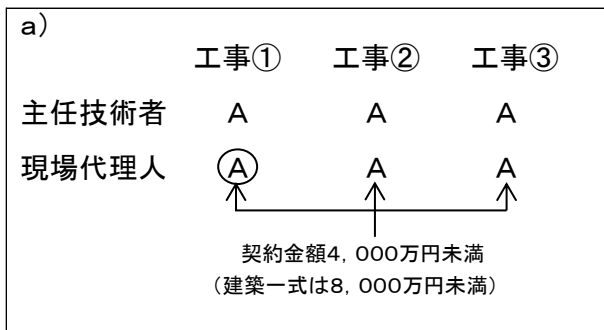 a）
工事① 工事② 工事③
主任技術者 A A A
現場代理人 A A A
契約金額4，000万円未満
（建築一式は8，000万円未満）